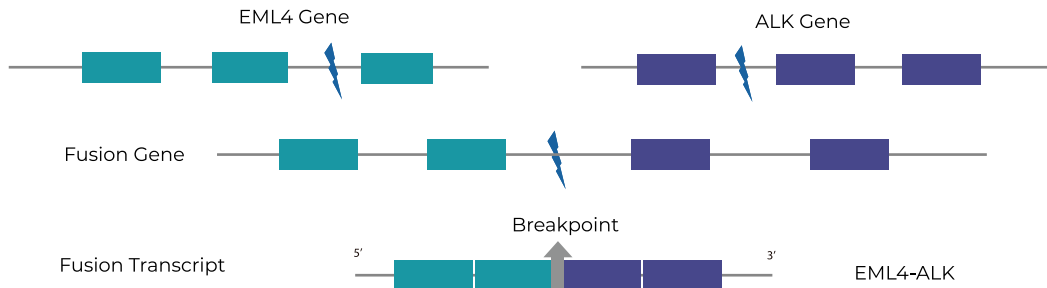 EML4 Gene
ALK Gene
Fusion Gene
Breakpoint
5′
3′
Fusion Transcript
EML4-ALK